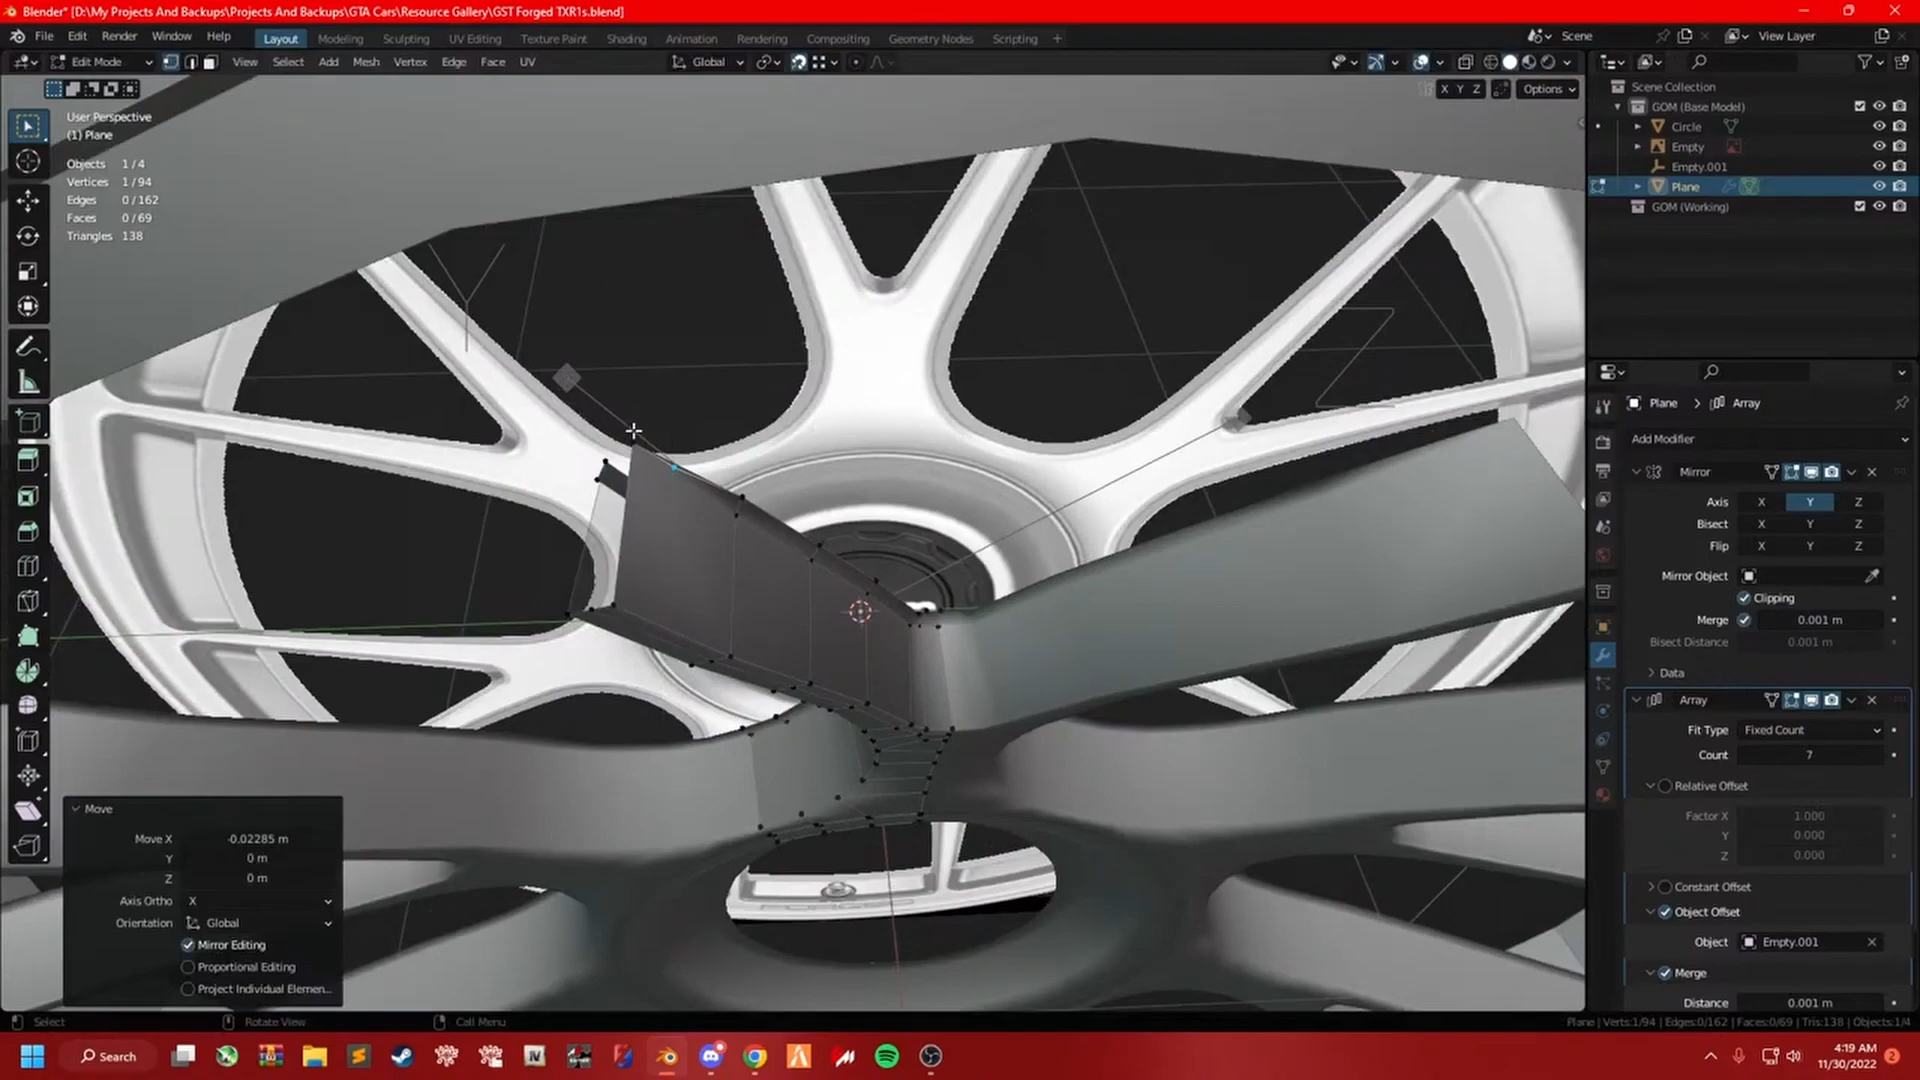 Blender* [D:\My Projects And Backups\Projects And Backups\GTA Cars\Resource Gallery\GST Forged TXR1s.blend]
File Edit Render Window Help Layout Modeling Sculpting UV Editing Texture Paint Shading Animation Rendering Compositing Geometry Nodes Scripting + Scene View Layer
Edit Mode View Select Add Mesh Vertex Edge Face UV Global
X Y Z Options
User Perspective
(1) Plane
Objects 1/4
Vertices 1/94
Edges 0/162
Faces 0/69
Triangles 138
Scene Collection
GOM (Base Model)
Circle
Empty
Empty.001
Plane
GOM (Working)
Plane > Array
Add Modifier
Mirror
Axis X Y Z
Bisect X Y Z
Flip X Y Z
Mirror Object
Clipping
Merge 0.001 m
Bisect Distance 0.001 m
Data
Array
Fit Type Fixed Count
Count 7
Relative Offset
Factor X 1.000
Y 0.000
Z 0.000
Constant Offset
Object Offset
Object Empty.001
Merge
Distance 0.001 m
Move
Move X -0.02285 m
Y 0 m
Z 0 m
Axis Ortho X
Orientation Global
Mirror Editing
Proportional Editing
Project Individual Elemen...
Select Rotate View Call Menu Plane | Verts:1/94 | Edges:0/162 | Faces:0/69 | Tris:138 | Objects:1/4
Search
4:19 AM
11/30/2022
2